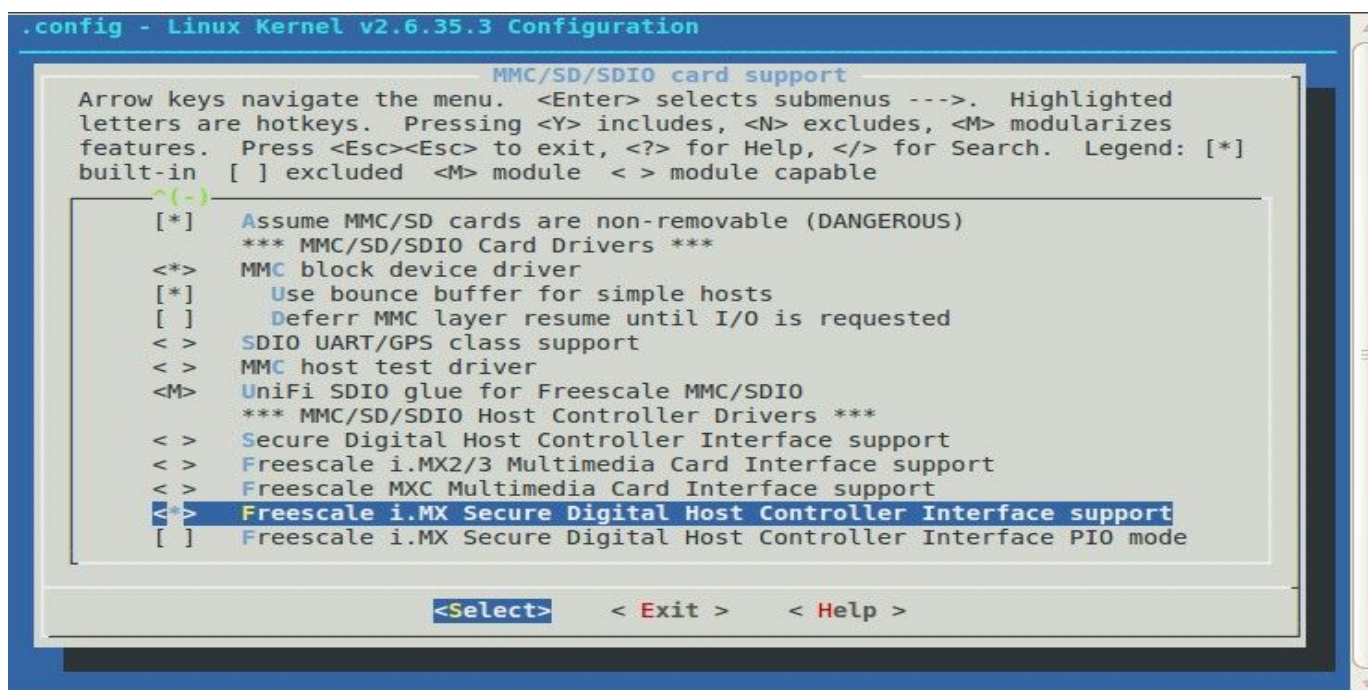 .config - Linux Kernel v2.6.35.3 Configuration
MMC/SD/SDIO card support
Arrow keys navigate the menu.  <Enter> selects submenus --->.  Highlighted
letters are hotkeys.  Pressing <Y> includes, <N> excludes, <M> modularizes
features.  Press <Esc><Esc> to exit, <?> for Help, </> for Search.  Legend: [*]
built-in  [ ] excluded  <M> module  < > module capable
^(-)
[*]   Assume MMC/SD cards are non-removable (DANGEROUS)
*** MMC/SD/SDIO Card Drivers ***
<*>   MMC block device driver
[*]     Use bounce buffer for simple hosts
[ ]     Deferr MMC layer resume until I/O is requested
< >   SDIO UART/GPS class support
< >   MMC host test driver
<M>   UniFi SDIO glue for Freescale MMC/SDIO
*** MMC/SD/SDIO Host Controller Drivers ***
< >   Secure Digital Host Controller Interface support
< >   Freescale i.MX2/3 Multimedia Card Interface support
< >   Freescale MXC Multimedia Card Interface support
<*>   Freescale i.MX Secure Digital Host Controller Interface support
[ ]   Freescale i.MX Secure Digital Host Controller Interface PIO mode
<Select>    < Exit >    < Help >